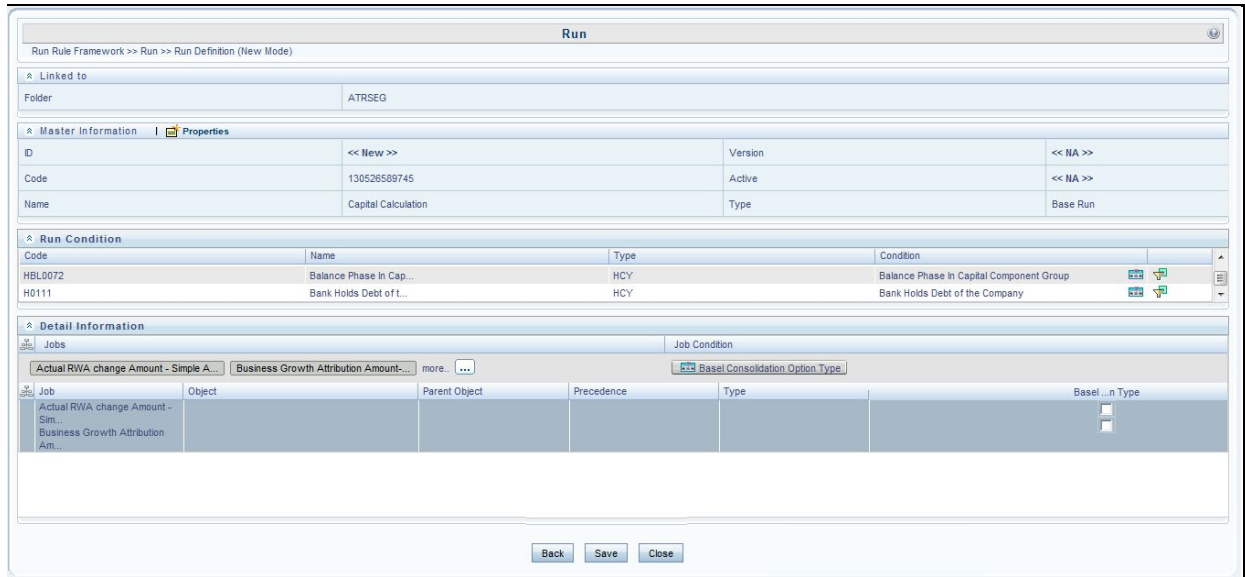 Run
Run Rule Framework >> Run >> Run Definition (New Mode)
Linked to
Folder ATRSEG
Master Information | Properties
ID << New >> Version << NA >>
Code 130526589745 Active << NA >>
Name Capital Calculation Type Base Run
Run Condition
Code Name Type Condition
HBL0072 Balance Phase In Cap... HCY Balance Phase In Capital Component Group
H0111 Bank Holds Debt of t... HCY Bank Holds Debt of the Company
Detail Information
Jobs Job Condition
Actual RWA change Amount - Simple A... Business Growth Attribution Amount-... more.. ... Basel Consolidation Option Type
Job Object Parent Object Precedence Type Basel ...n Type
Actual RWA change Amount -
Sim...
Business Growth Attribution
Am...
Back Save Close